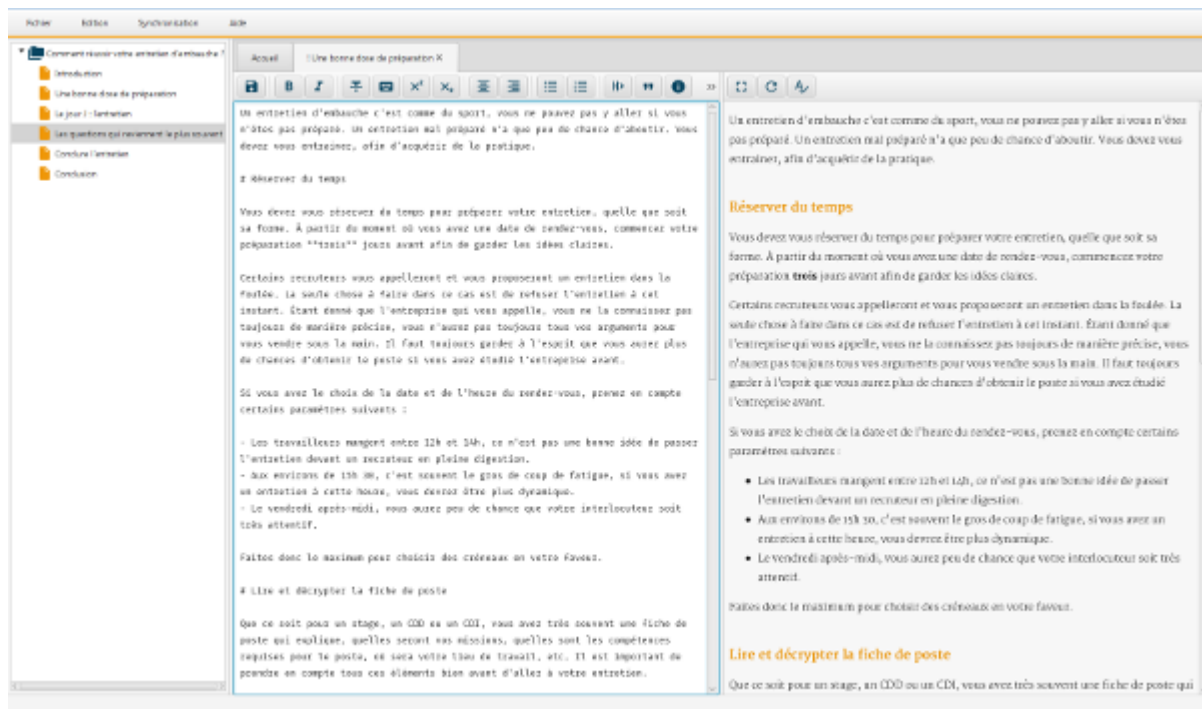 Fichier Edition Synchronisation Aide
Comment réussir votre entretien d'embauche ?
Introduction
Une bonne dose de préparation
Le jour J : l'entretien
Les questions qui reviennent le plus souvent
Conclure l'entretien
Conclusion
Accueil
Une bonne dose de préparation X
B I
Un entretien d'embauche c'est comme du sport, vous ne pouvez pas y aller si vous
n'êtes pas préparé. Un entretien mal préparé n'a que peu de chance d'aboutir. Vous
devez vous entrainer, afin d'acquérir de la pratique.
# Réserver du temps
Vous devez vous réserver du temps pour préparer votre entretien, quelle que soit
sa forme. À partir du moment où vous avez une date de rendez-vous, commencez votre
préparation **trois** jours avant afin de garder les idées claires.
Certains recruteurs vous appelleront et vous proposeront un entretien dans la
foulée. La seule chose à faire dans ce cas est de refuser l'entretien à cet
instant. Étant donné que l'entreprise qui vous appelle, vous ne la connaissez pas
toujours de manière précise, vous n'aurez pas toujours tous vos arguments pour
vous vendre sous la main. Il faut toujours garder à l'esprit que vous aurez plus
de chances d'obtenir le poste si vous avez étudié l'entreprise avant.
Si vous avez le choix de la date et de l'heure du rendez-vous, prenez en compte
certains paramètres suivants :
- Les travailleurs mangent entre 12h et 14h, ce n'est pas une bonne idée de passer
l'entretien devant un recruteur en pleine digestion.
- Aux environs de 15h 30, c'est souvent le gros de coup de fatigue, si vous avez
un entretien à cette heure, vous devrez être plus dynamique.
- Le vendredi après-midi, vous aurez peu de chance que votre interlocuteur soit
très attentif.
Faites donc le maximum pour choisir des créneaux en votre faveur.
# Lire et décrypter la fiche de poste
Que ce soit pour un stage, un CDD ou un CDI, vous avez très souvent une fiche de
poste qui explique, quelles seront vos missions, quelles sont les compétences
requises pour le poste, où sera votre lieu de travail, etc. Il est important de
prendre en compte tous ces éléments bien avant d'allez à votre entretien.
Un entretien d'embauche c'est comme du sport, vous ne pouvez pas y aller si vous n'êtes
pas préparé. Un entretien mal préparé n'a que peu de chance d'aboutir. Vous devez vous
entrainer, afin d'acquérir de la pratique.
Réserver du temps
Vous devez vous réserver du temps pour préparer votre entretien, quelle que soit sa
forme. À partir du moment où vous avez une date de rendez-vous, commencez votre
préparation trois jours avant afin de garder les idées claires.
Certains recruteurs vous appelleront et vous proposeront un entretien dans la foulée. La
seule chose à faire dans ce cas est de refuser l'entretien à cet instant. Étant donné que
l'entreprise qui vous appelle, vous ne la connaissez pas toujours de manière précise, vous
n'aurez pas toujours tous vos arguments pour vous vendre sous la main. Il faut toujours
garder à l'esprit que vous aurez plus de chances d'obtenir le poste si vous avez étudié
l'entreprise avant.
Si vous avez le choix de la date et de l'heure du rendez-vous, prenez en compte certains
paramètres suivants :
• Les travailleurs mangent entre 12h et 14h, ce n'est pas une bonne idée de passer
l'entretien devant un recruteur en pleine digestion.
• Aux environs de 15h 30, c'est souvent le gros de coup de fatigue, si vous avez un
entretien à cette heure, vous devrez être plus dynamique.
• Le vendredi après-midi, vous aurez peu de chance que votre interlocuteur soit très
attentif.
Faites donc le maximum pour choisir des créneaux en votre faveur.
Lire et décrypter la fiche de poste
Que ce soit pour un stage, un CDD ou un CDI, vous avez très souvent une fiche de poste qui